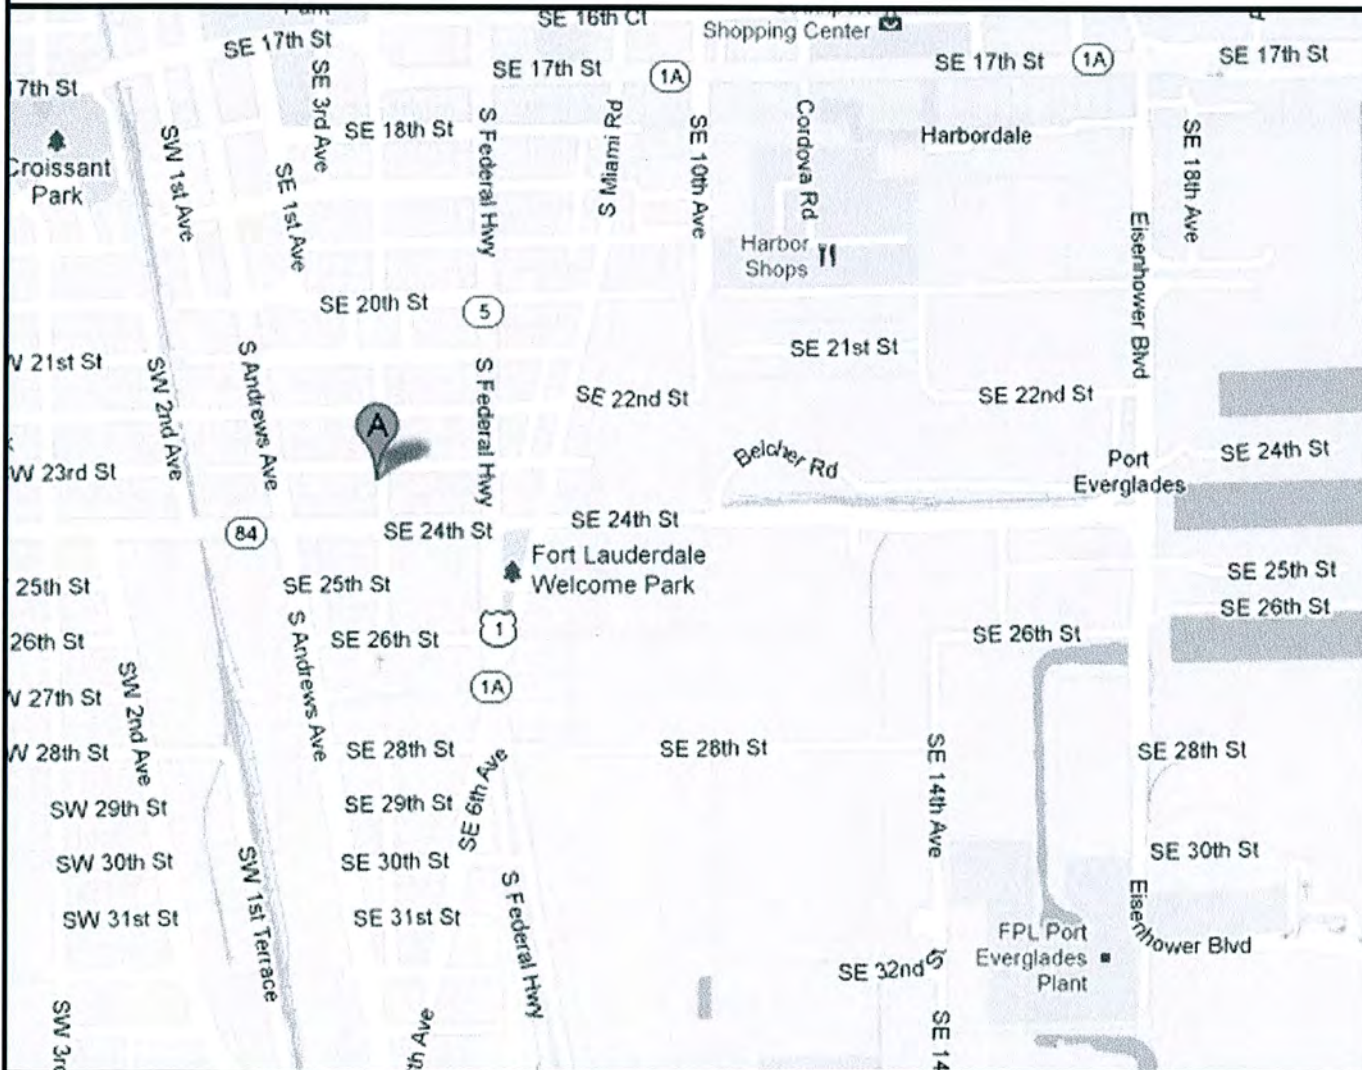 SE 16th Ct
Shopping Center
SE 17th St
SE 17th St
1A
SE 17th St
1A
SE 17th St
17th St
SE 3rd Ave
SE 18th St
S Federal Hwy
S Miami Rd
SE 10th Ave
Cordova Rd
Harbordale
SE 18th Ave
Croissant
Park
SW 1st Ave
SE 1st Ave
Harbor
Shops
Eisenhower Blvd
SE 20th St
5
W 21st St
SW 2nd Ave
S Andrews Ave
S Federal Hwy
SE 21st St
SE 22nd St
SE 22nd St
A
W 23rd St
Belcher Rd
Port
Everglades
SE 24th St
84
SE 24th St
SE 24th St
Fort Lauderdale
Welcome Park
25th St
SE 25th St
SE 25th St
SE 26th St
26th St
S Andrews Ave
SE 26th St
1
SE 26th St
1A
W 27th St
SW 2nd Ave
W 28th St
SE 28th St
SE 28th St
SE 14th Ave
SE 28th St
SW 29th St
SE 29th St
SE 6th Ave
SW 30th St
SW 1st Terrace
SE 30th St
SE 30th St
SW 31st St
SE 31st St
S Federal Hwy
FPL Port
Everglades
Plant
Eisenhower Blvd
SE 32nd S
SW 3r
Ave
SE 14